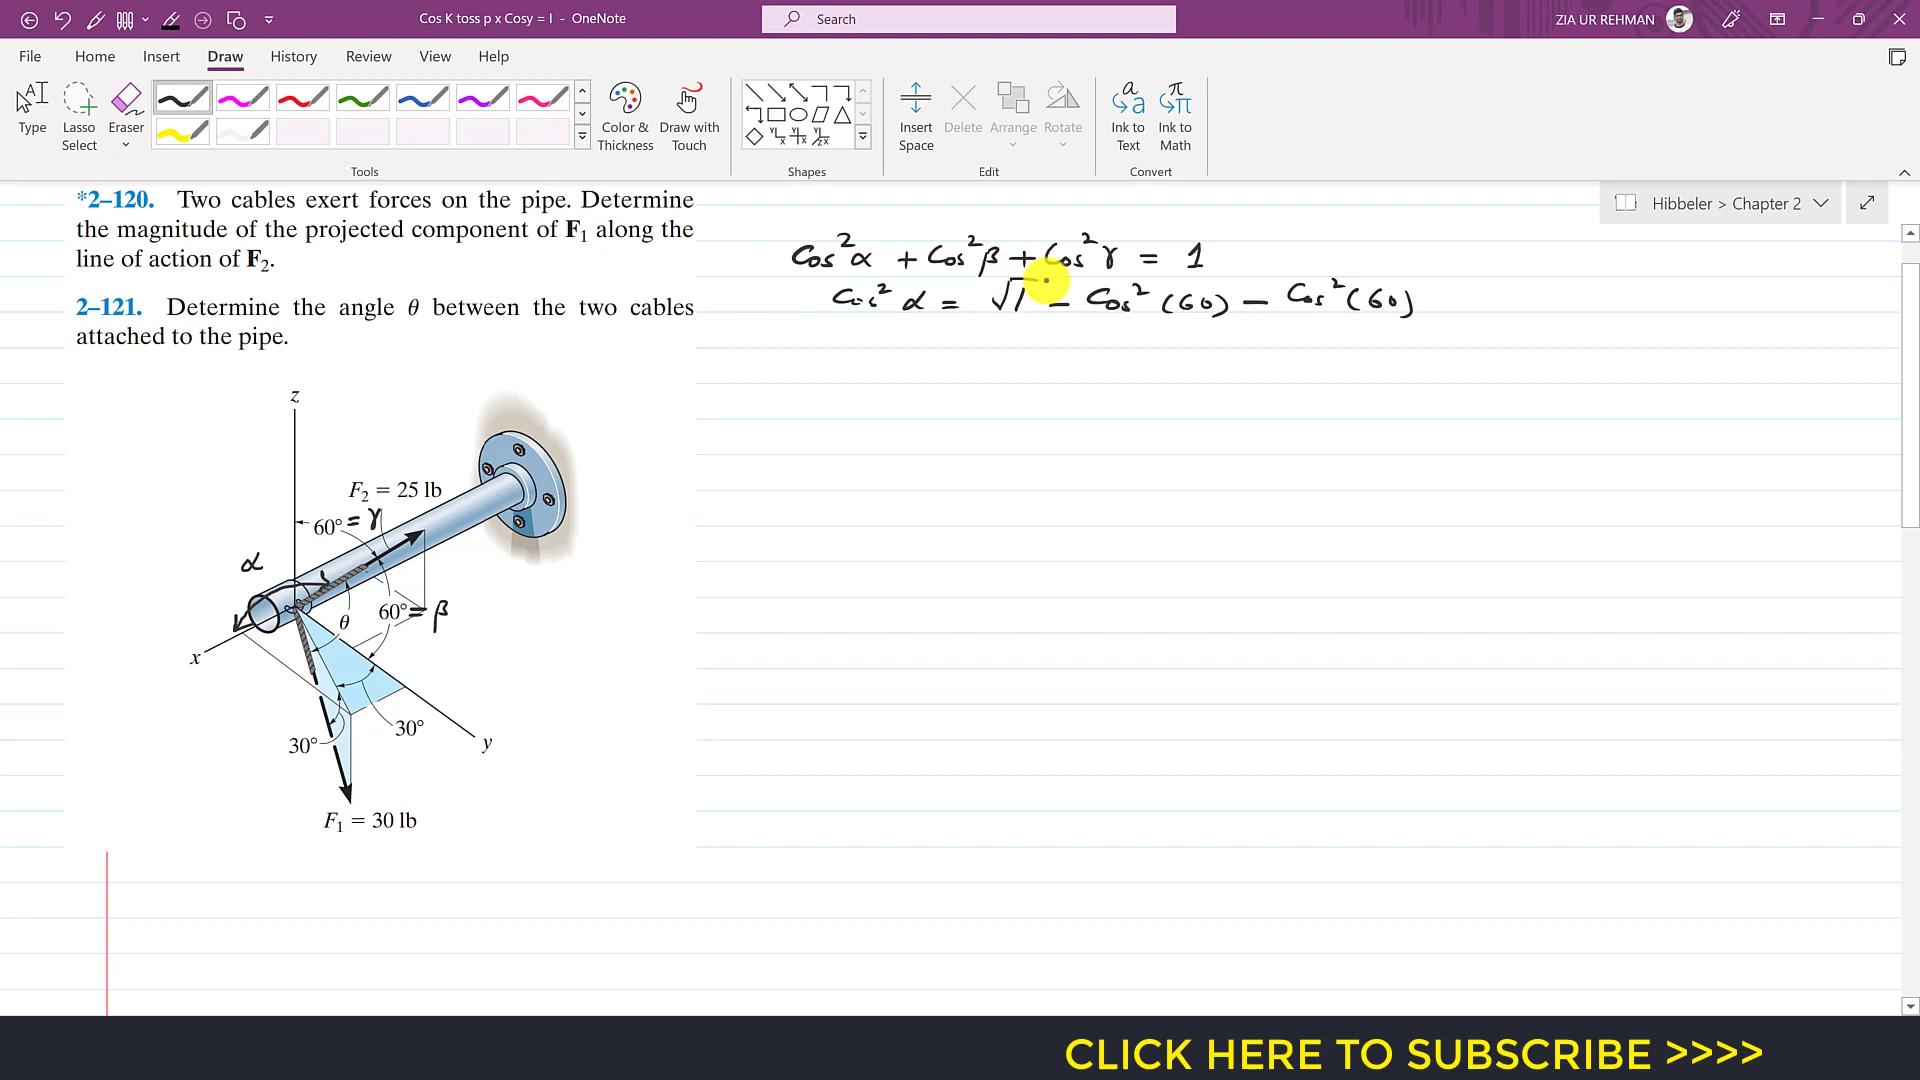 Cos K toss p x Cosy = I - OneNote
Search
ZIA UR REHMAN
File Home Insert Draw History Review View Help
Type
Lasso Select
Eraser
Color & Thickness
Draw with Touch
Insert Space
Delete
Arrange
Rotate
Ink to Text
Ink to Math
Tools
Shapes
Edit
Convert
Hibbeler > Chapter 2
*2–120. Two cables exert forces on the pipe. Determine
the magnitude of the projected component of F₁ along the
line of action of F₂.
2–121. Determine the angle θ between the two cables
attached to the pipe.
Cos²α + Cos²β + Cos²γ = 1
Cos²α = √1 - Cos²(60) - Cos²(60)
z
F₂ = 25 lb
60° = γ
α
60° = β
θ
x
30°
30°
y
F₁ = 30 lb
CLICK HERE TO SUBSCRIBE >>>>